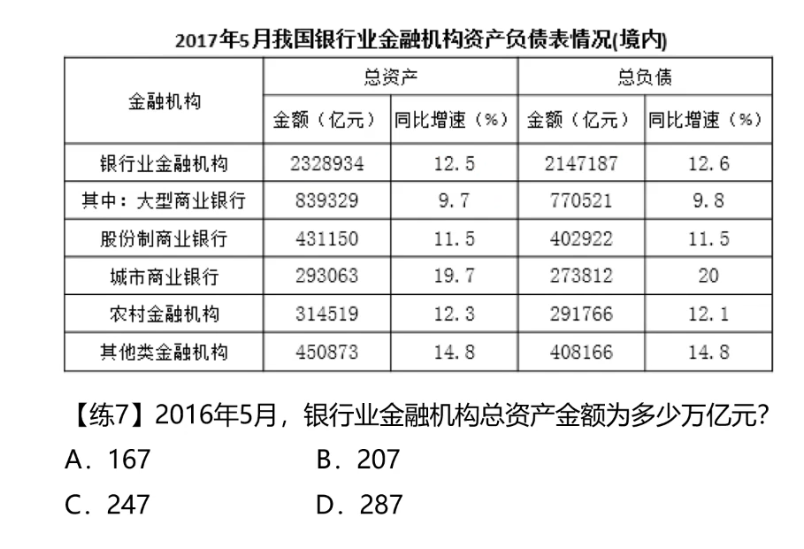 2017年5月我国银行业金融机构资产负债表情况(境内)
金融机构 总资产 总负债
金额（亿元） 同比增速（%） 金额（亿元） 同比增速（%）
银行业金融机构 2328934 12.5 2147187 12.6
其中：大型商业银行 839329 9.7 770521 9.8
股份制商业银行 431150 11.5 402922 11.5
城市商业银行 293063 19.7 273812 20
农村金融机构 314519 12.3 291766 12.1
其他类金融机构 450873 14.8 408166 14.8
【练7】2016年5月，银行业金融机构总资产金额为多少万亿元？
A．167 B．207
C．247 D．287